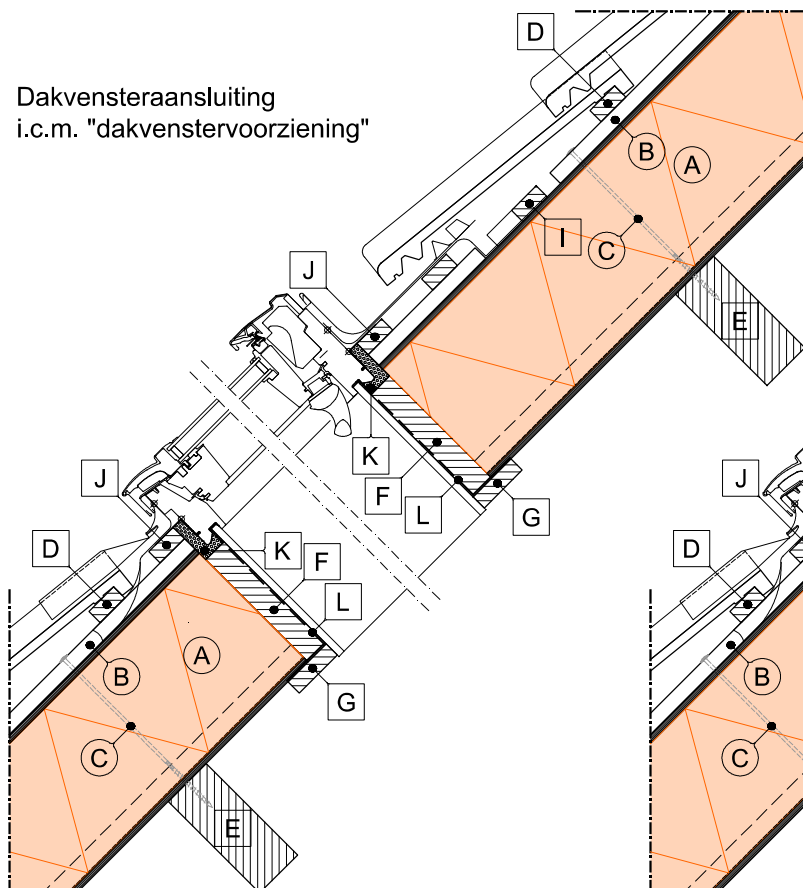 Dakvensteraansluiting
i.c.m. "dakvenstervoorziening"
D
B
A
I
C
J
E
K
F
L
G
J
D
K
F
L
A
B
G
C
E
J
D
B
C